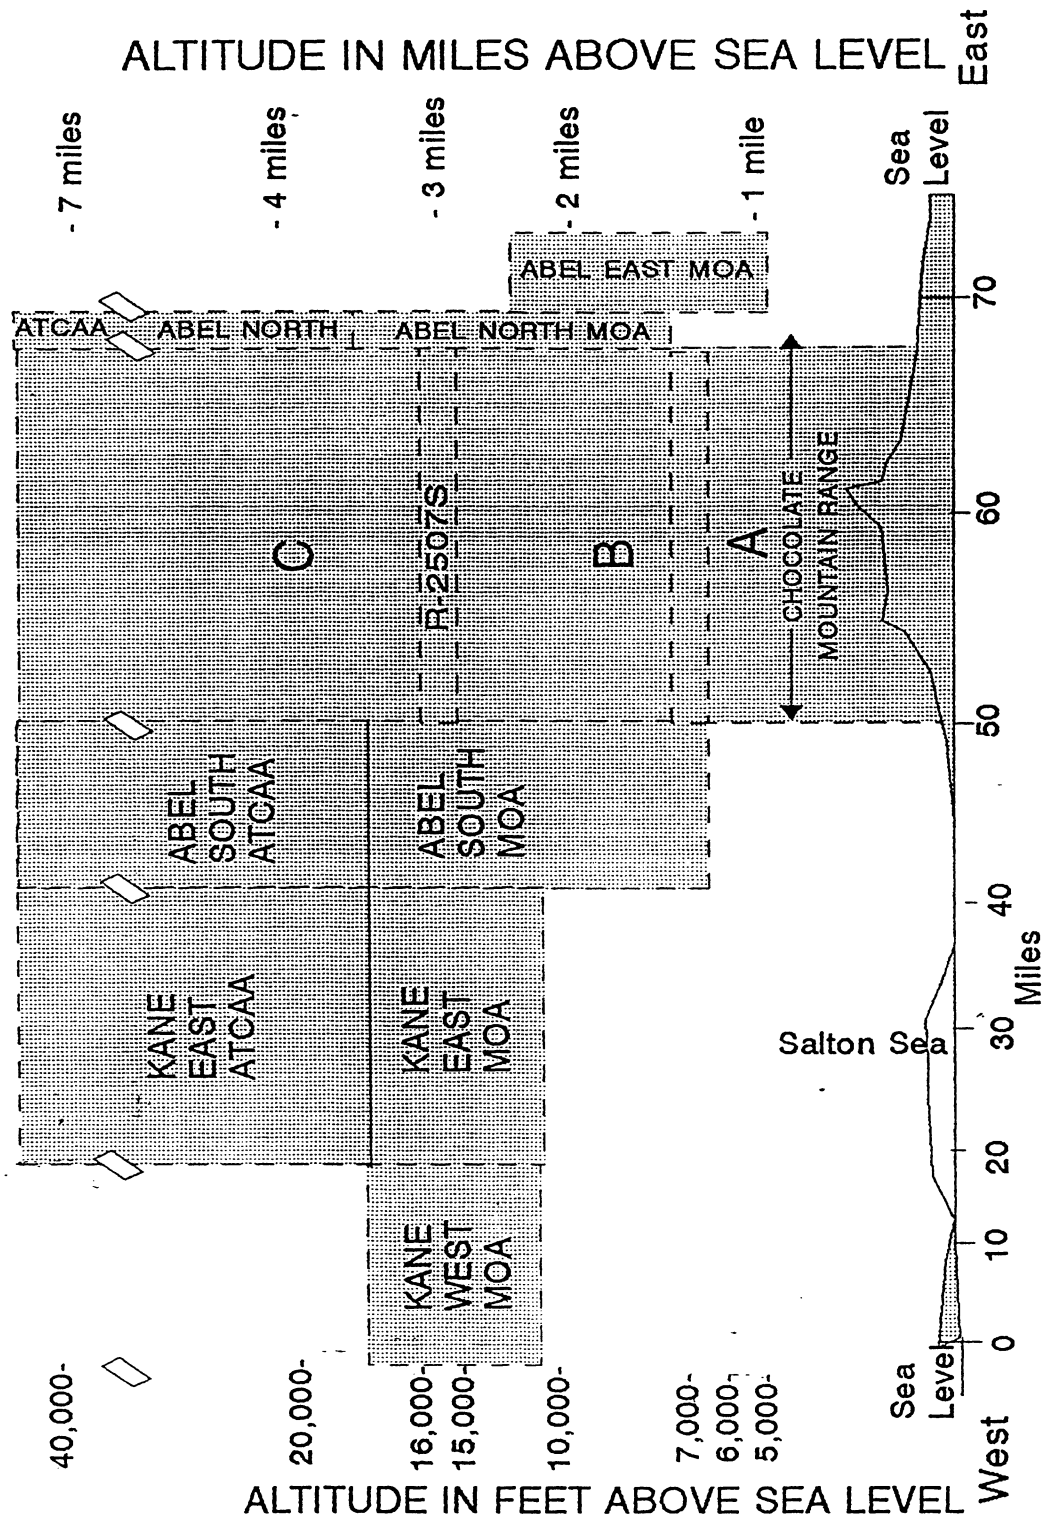 ALTITUDE IN FEET ABOVE SEA LEVEL
40,000-
20,000-
16,000-
15,000-
10,000-
7,000-
6,000-
5,000-
Sea
Level
West
KANE
WEST
MOA
KANE
EAST
ATCAA
KANE
EAST
MOA
ABEL
SOUTH
ATCAA
ABEL
SOUTH
MOA
C
R-2507S
B
A
CHOCOLATE
MOUNTAIN RANGE
ATCAA
ABEL NORTH
ABEL NORTH MOA
ABEL EAST MOA
Salton Sea
0
10
20
30
40
50
60
70
Miles
- 7 miles
- 4 miles
- 3 miles
- 2 miles
- 1 mile
Sea
Level
East
ALTITUDE IN MILES ABOVE SEA LEVEL